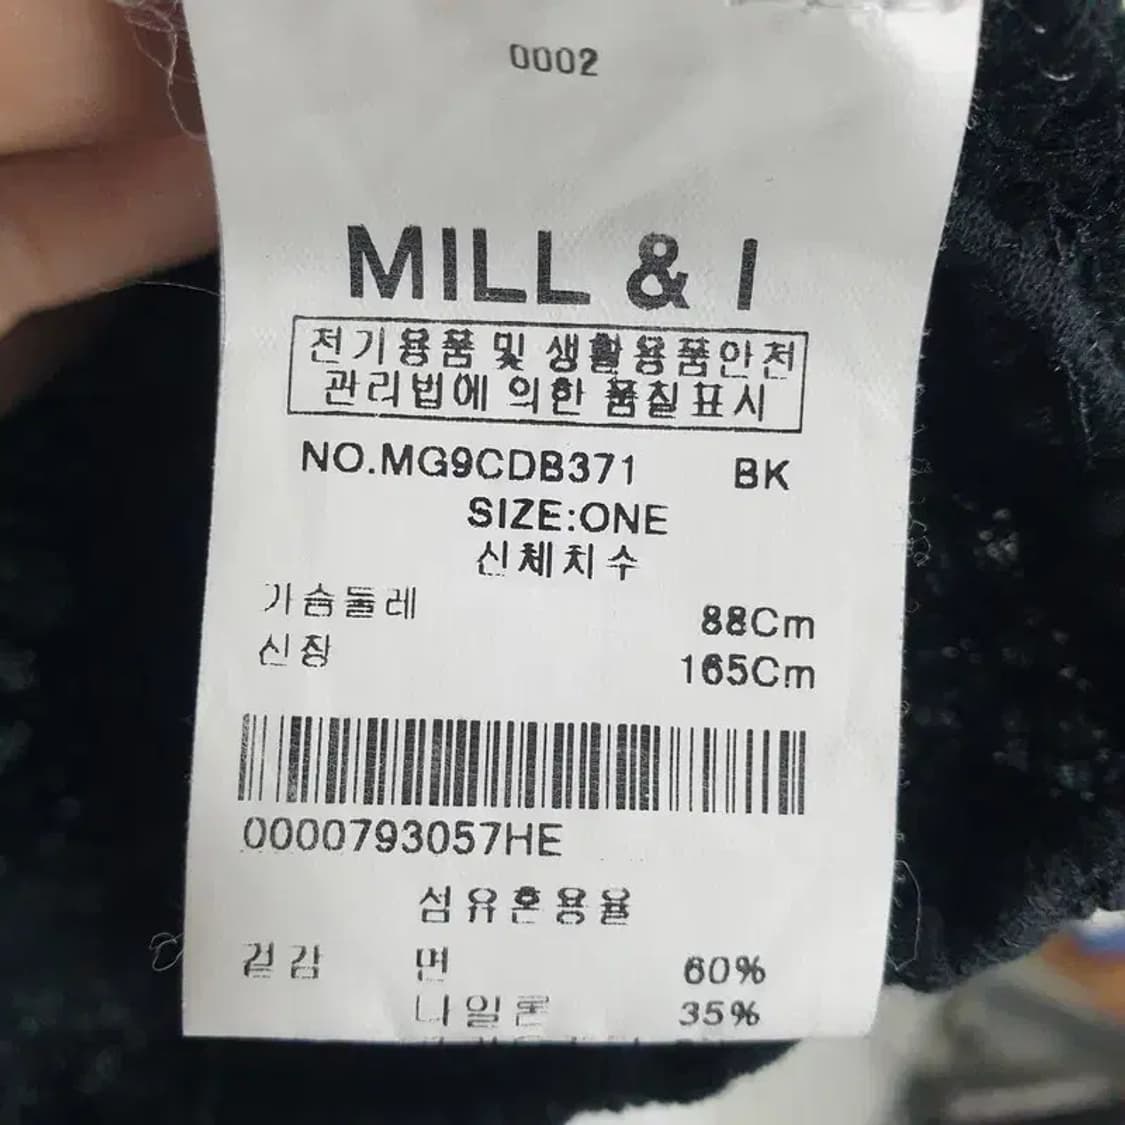 0002
MILL & I
전기용품 및 생활용품안전
관리법에 의한 품질표시
NO.MG9CDB371 BK
SIZE:ONE
신체치수
가슴둘레 88Cm
신장 165Cm
0000793057HE
섬유혼용율
겉감 면 60%
나일론 35%